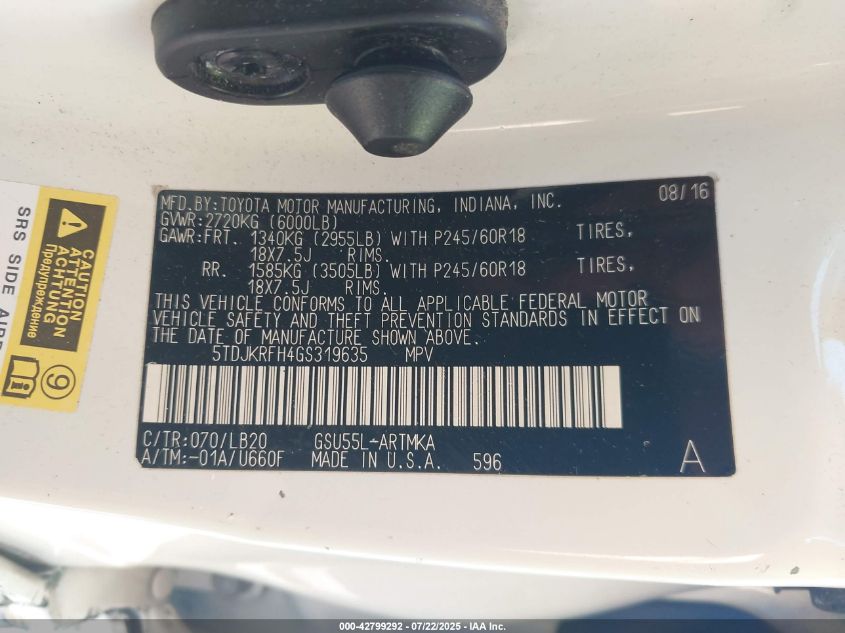 MFD.BY:TOYOTA MOTOR MANUFACTURING, INDIANA, INC. 08/16
GVWR:2720KG (6000LB)
GAWR:FRT. 1340KG (2955LB) WITH P245/60R18 TIRES,
18X7.5J RIMS.
RR. 1585KG (3505LB) WITH P245/60R18 TIRES,
18X7.5J RIMS.
THIS VEHICLE CONFORMS TO ALL APPLICABLE FEDERAL MOTOR
VEHICLE SAFETY AND THEFT PREVENTION STANDARDS IN EFFECT ON
THE DATE OF MANUFACTURE SHOWN ABOVE.
5TDJKRFH4GS319635 MPV
C/TR:070/LB20 GSU55L-ARTMKA
A/TM:-01A/U660F MADE IN U.S.A. 596 A
CAUTION
ATTENTION
ACHTUNG
Предупреждение
9
SRS SIDE
000-42799292 - 07/22/2025 - IAA Inc.